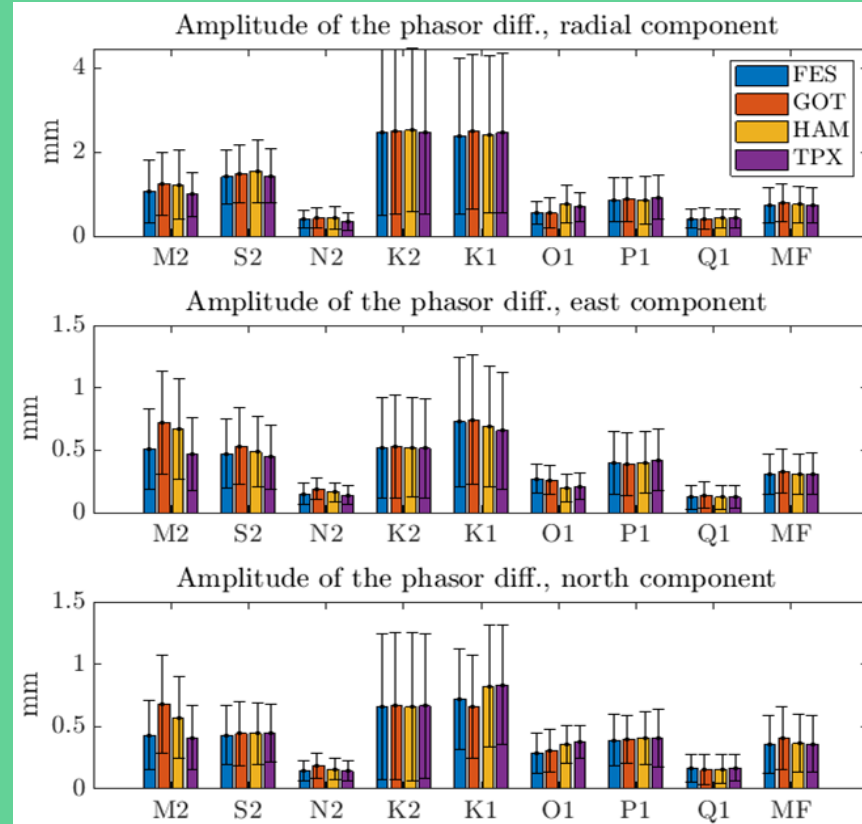 Amplitude of the phasor diff., radial component
4
2
0
mm
FES
GOT
HAM
TPX
M2 S2 N2 K2 K1 O1 P1 Q1 MF
Amplitude of the phasor diff., east component
1.5
1
0.5
0
mm
M2 S2 N2 K2 K1 O1 P1 Q1 MF
Amplitude of the phasor diff., north component
1.5
1
0.5
0
mm
M2 S2 N2 K2 K1 O1 P1 Q1 MF